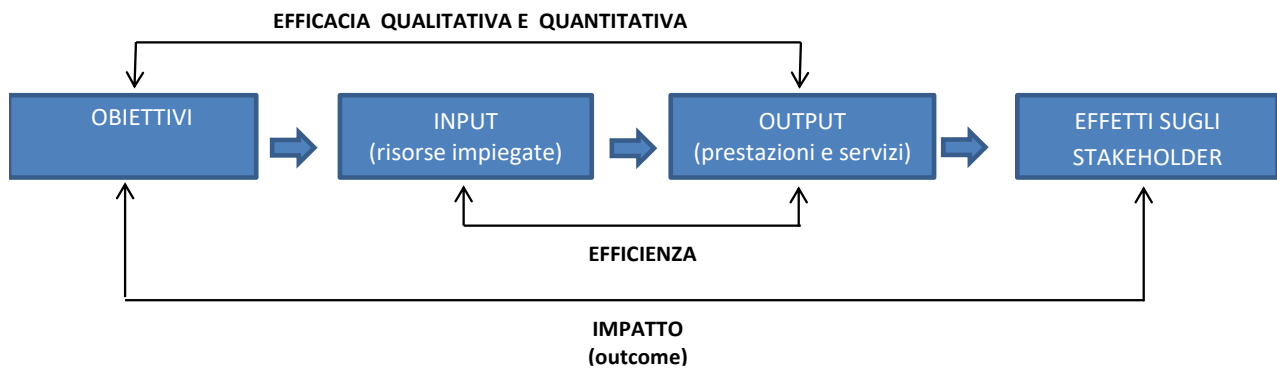 EFFICACIA QUALITATIVA E QUANTITATIVA
OBIETTIVI
INPUT
(risorse impiegate)
OUTPUT
(prestazioni e servizi)
EFFETTI SUGLI
STAKEHOLDER
EFFICIENZA
IMPATTO
(outcome)